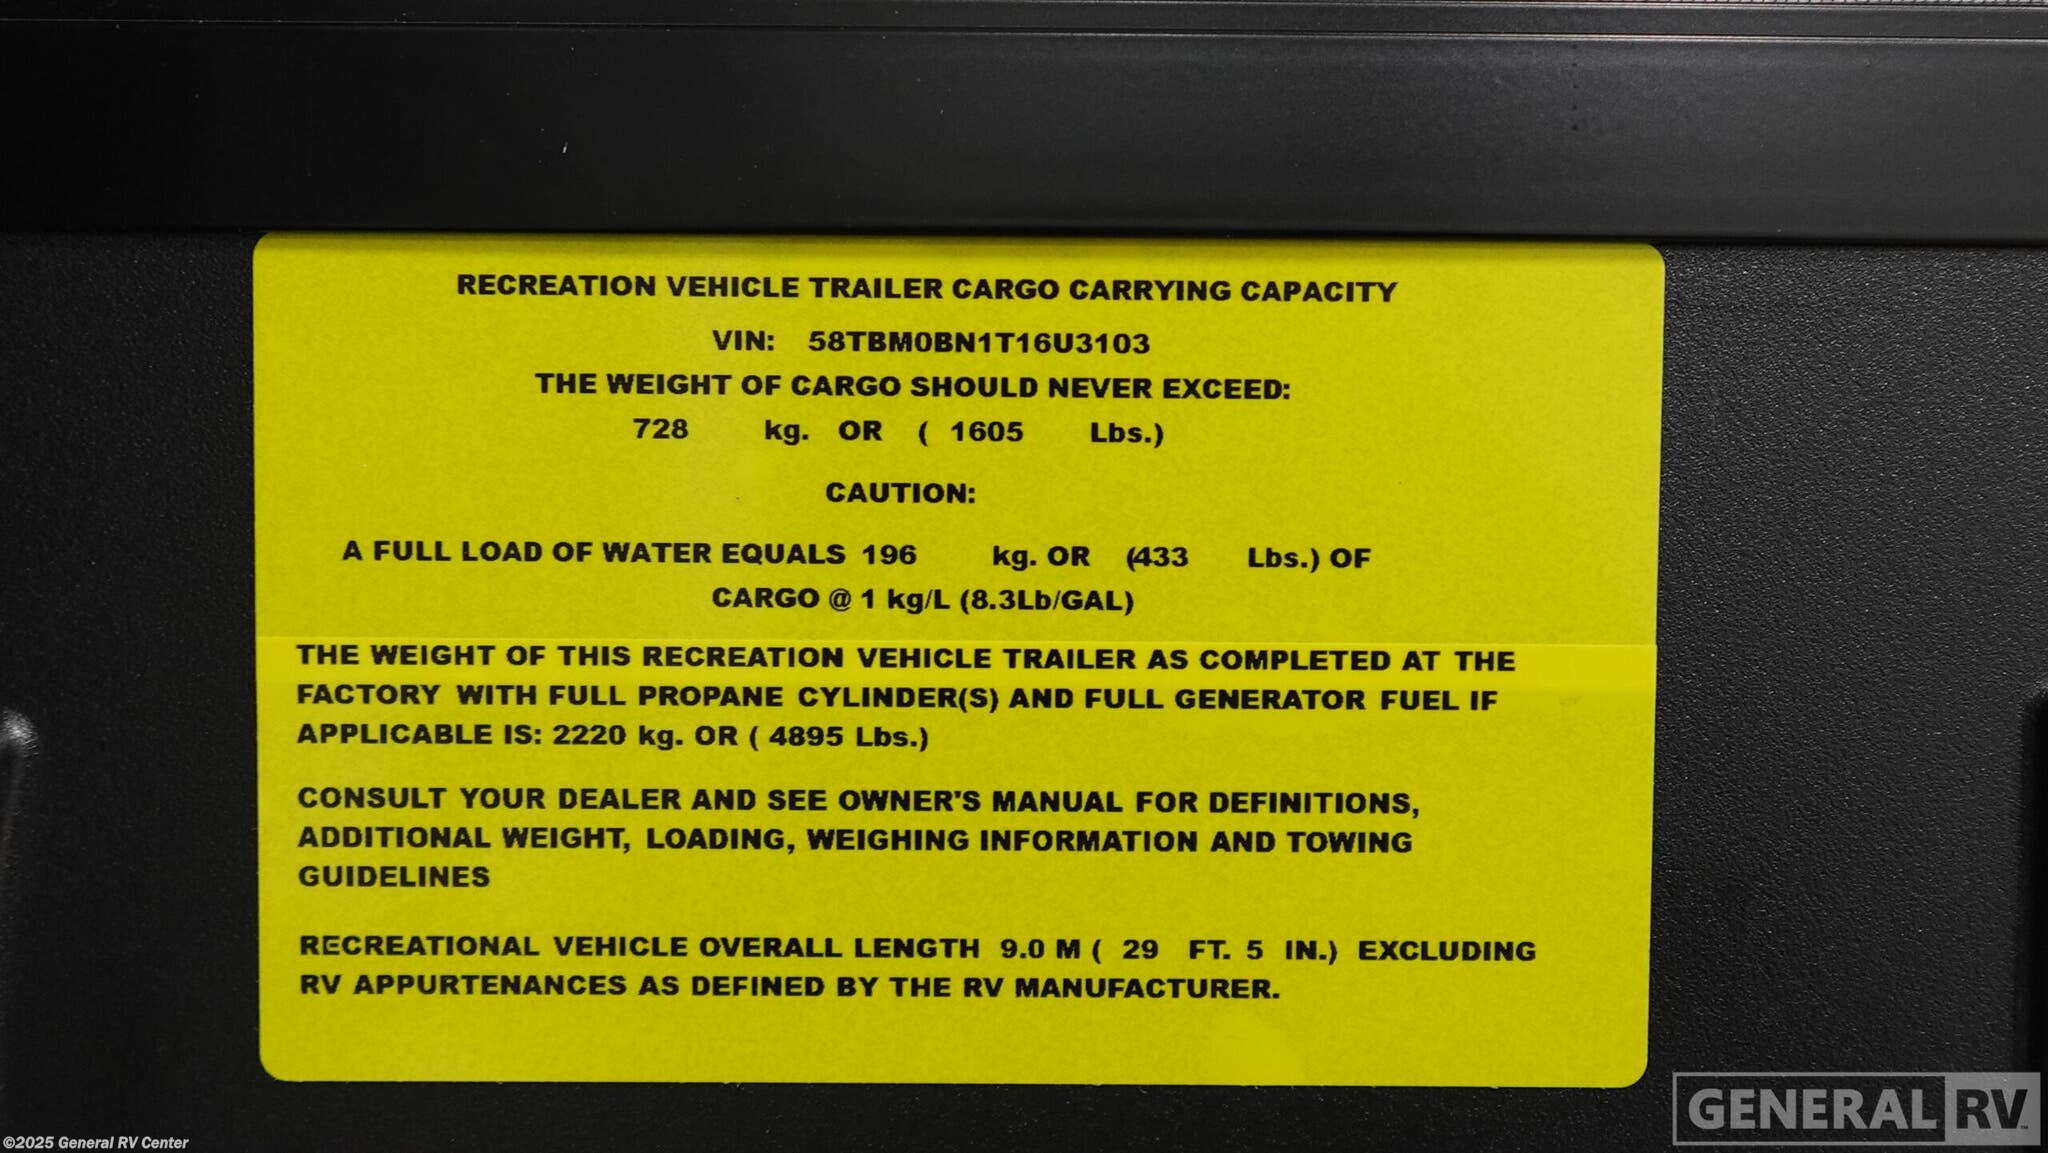 RECREATION VEHICLE TRAILER CARGO CARRYING CAPACITY
VIN: 58TBM0BN1T16U3103
THE WEIGHT OF CARGO SHOULD NEVER EXCEED:
728 kg. OR ( 1605 Lbs.)
CAUTION:
A FULL LOAD OF WATER EQUALS 196 kg. OR (433 Lbs.) OF
CARGO @ 1 kg/L (8.3Lb/GAL)
THE WEIGHT OF THIS RECREATION VEHICLE TRAILER AS COMPLETED AT THE
FACTORY WITH FULL PROPANE CYLINDER(S) AND FULL GENERATOR FUEL IF
APPLICABLE IS: 2220 kg. OR ( 4895 Lbs.)
CONSULT YOUR DEALER AND SEE OWNER'S MANUAL FOR DEFINITIONS,
ADDITIONAL WEIGHT, LOADING, WEIGHING INFORMATION AND TOWING
GUIDELINES
RECREATIONAL VEHICLE OVERALL LENGTH 9.0 M ( 29 FT. 5 IN.) EXCLUDING
RV APPURTENANCES AS DEFINED BY THE RV MANUFACTURER.
GENERAL RV
©2025 General RV Center